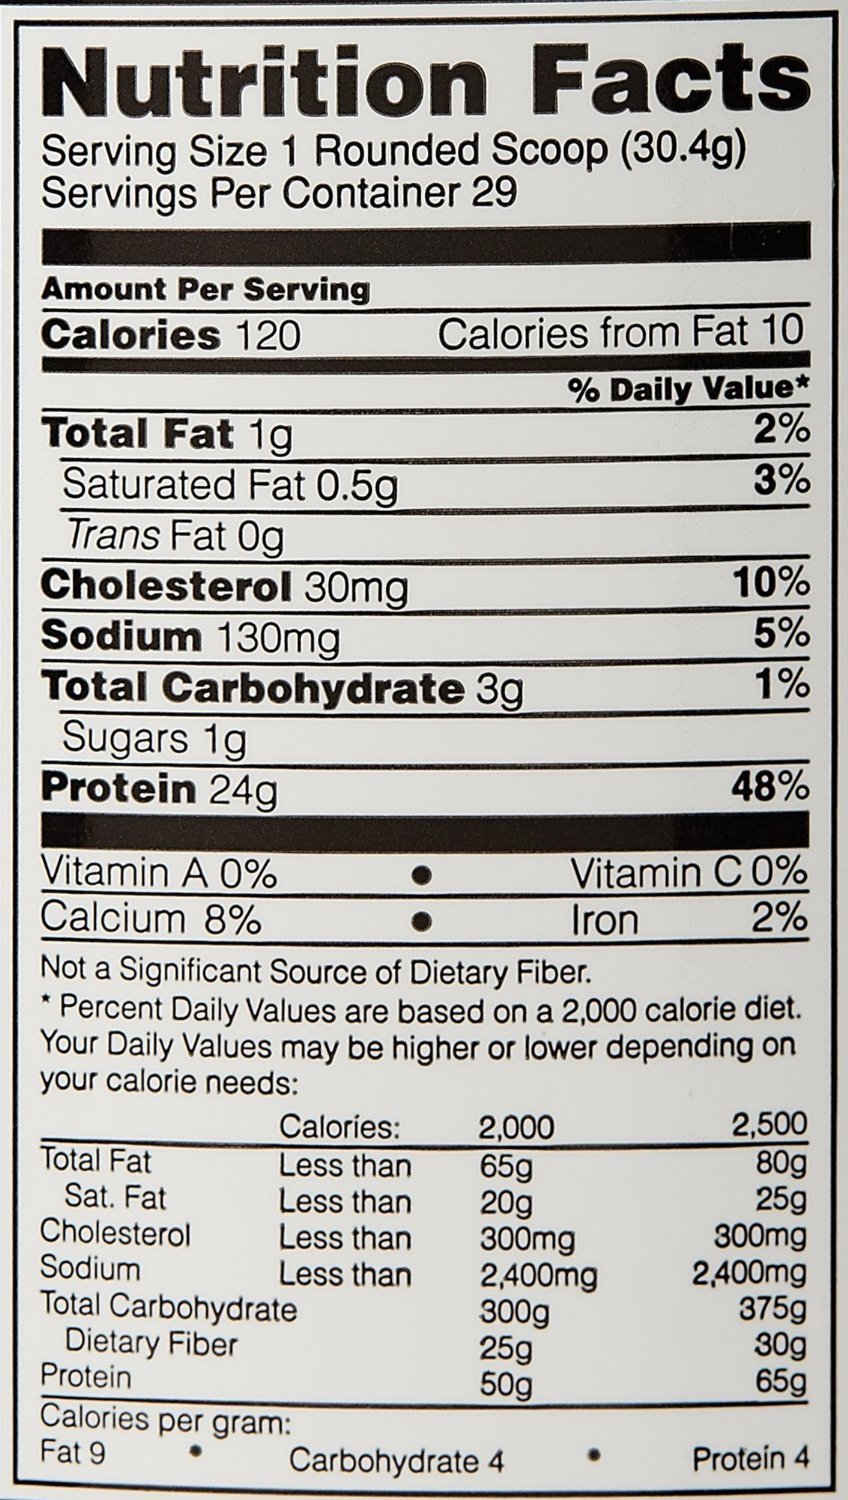 Nutrition Facts
Serving Size 1 Rounded Scoop (30.4g)
Servings Per Container 29
Amount Per Serving
Calories 120 Calories from Fat 10
% Daily Value*
Total Fat 1g 2%
Saturated Fat 0.5g 3%
Trans Fat 0g
Cholesterol 30mg 10%
Sodium 130mg 5%
Total Carbohydrate 3g 1%
Sugars 1g
Protein 24g 48%
Vitamin A 0% • Vitamin C 0%
Calcium 8% • Iron 2%
Not a Significant Source of Dietary Fiber.
* Percent Daily Values are based on a 2,000 calorie diet.
Your Daily Values may be higher or lower depending on
your calorie needs:
Calories: 2,000 2,500
Total Fat Less than 65g 80g
Sat. Fat Less than 20g 25g
Cholesterol Less than 300mg 300mg
Sodium Less than 2,400mg 2,400mg
Total Carbohydrate 300g 375g
Dietary Fiber 25g 30g
Protein 50g 65g
Calories per gram:
Fat 9 • Carbohydrate 4 • Protein 4